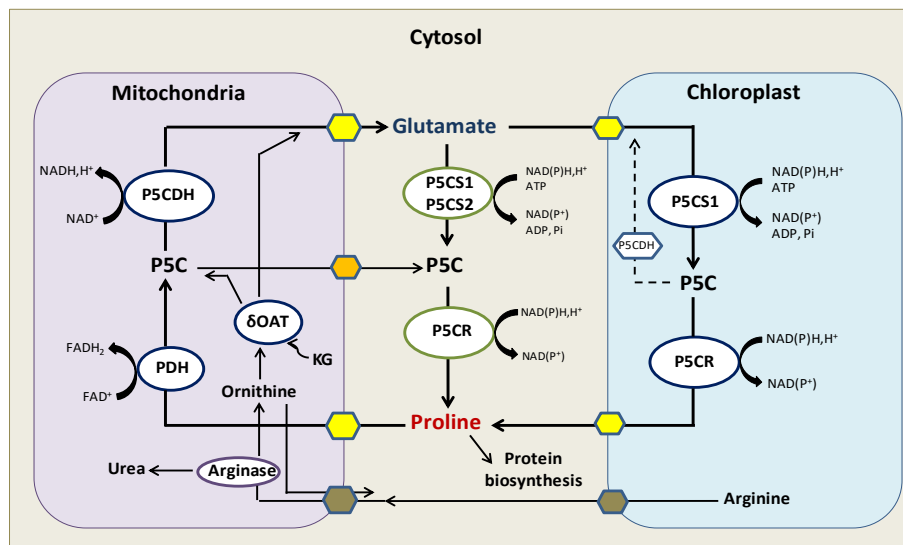 Cytosol
Mitochondria
NADH,H⁺
NAD⁺
P5CDH
P5C
FADH₂
FAD⁺
PDH
δOAT
KG
Ornithine
Urea
Arginase
Glutamate
P5CS1
P5CS2
NAD(P)H,H⁺
ATP
NAD(P⁺)
ADP, Pi
P5C
P5CR
NAD(P)H,H⁺
NAD(P⁺)
Proline
Protein
biosynthesis
Chloroplast
P5CS1
NAD(P)H,H⁺
ATP
NAD(P⁺)
ADP, Pi
P5CDH
P5C
P5CR
NAD(P)H,H⁺
NAD(P⁺)
Arginine